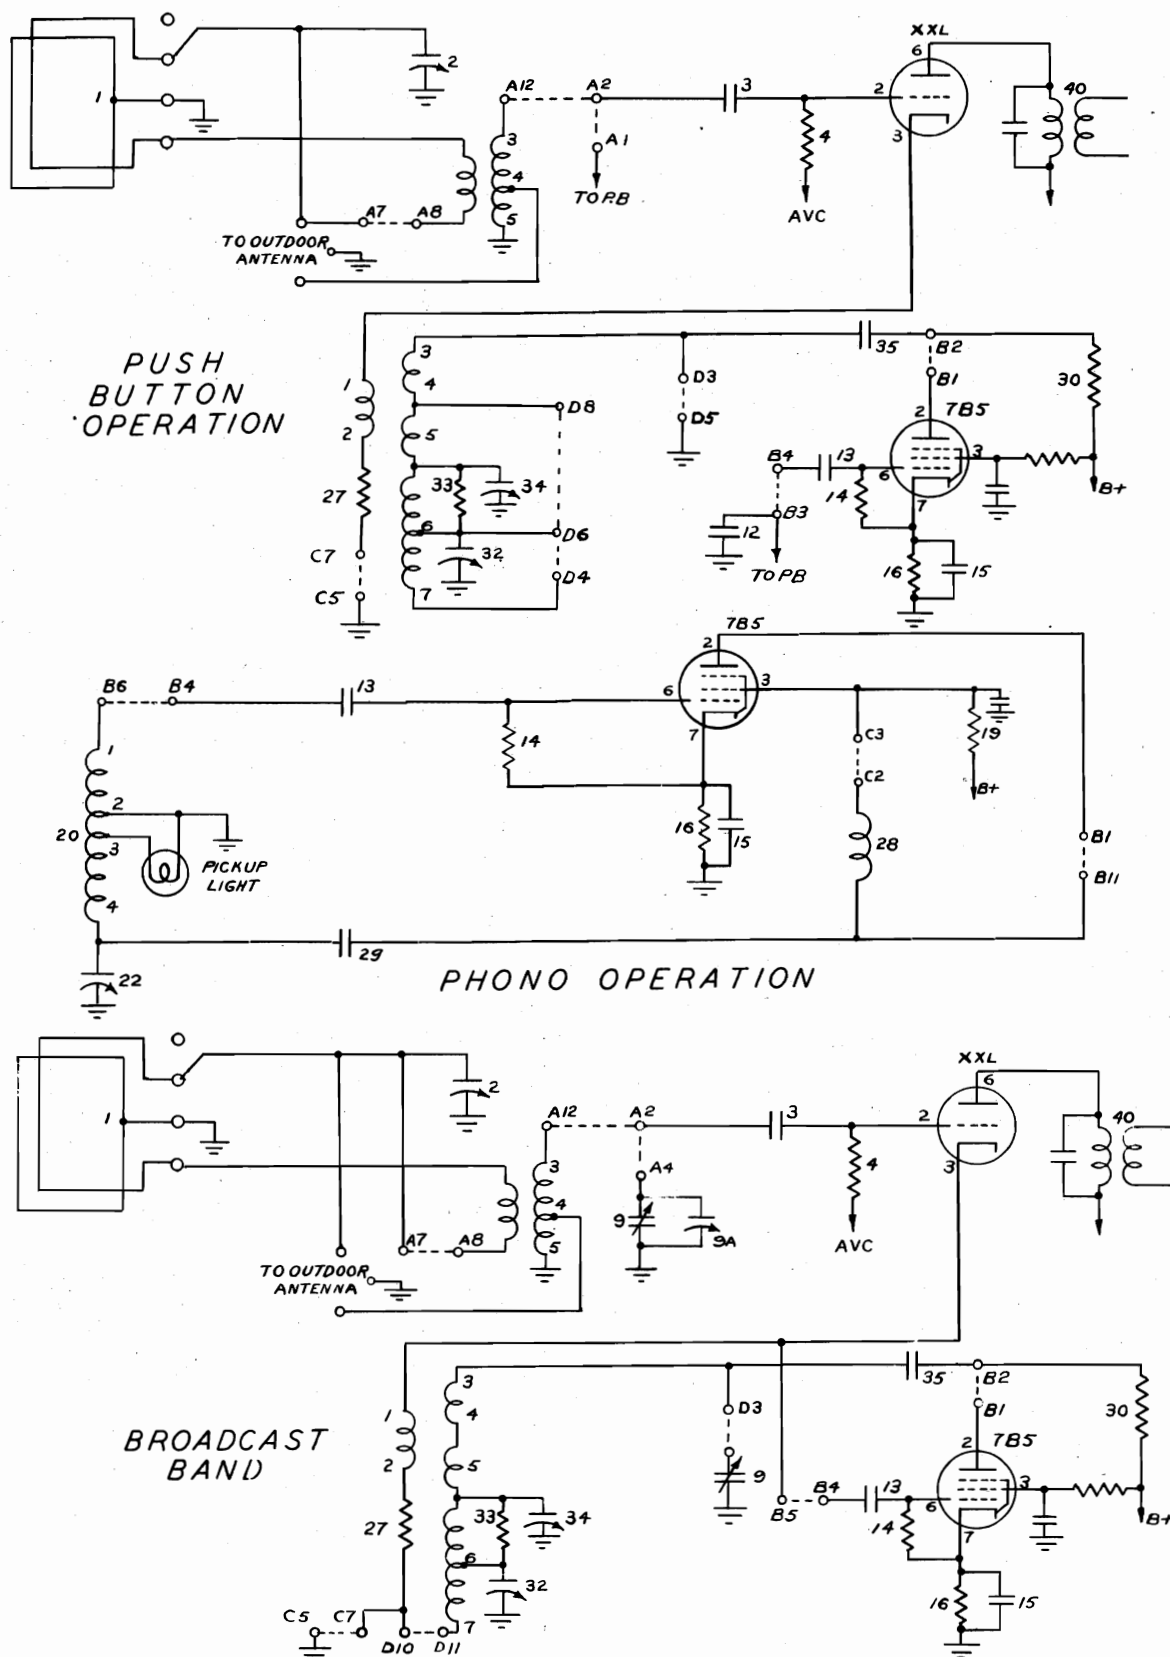 XXL
6
2
3
1
2
A12
A2
3
4
AVC
40
3
4
5
A1
TO P.B
A7
A8
TO OUTDOOR
ANTENNA
PUSH
BUTTON
OPERATION
1
2
27
C7
C5
3
4
5
6
7
33
34
32
D8
D6
D4
D3
D5
35
B2
B1
30
2
7B5
3
6
7
B4
13
14
B3
12
TO P.B
16
15
B+
7B5
2
B6
B4
13
6
3
7
14
C3
C2
19
B+
1
2
20
3
4
PICKUP
LIGHT
16
15
28
B1
B11
29
22
PHONO OPERATION
XXL
6
2
3
1
2
A12
A2
3
4
AVC
40
3
4
5
A4
9
9A
A7
A8
TO OUTDOOR
ANTENNA
BROADCAST
BAND
1
2
27
C5
C7
D10
D11
3
4
5
6
7
33
34
32
D3
9
35
B2
B1
30
2
7B5
3
6
7
B5
B4
13
14
16
15
B+